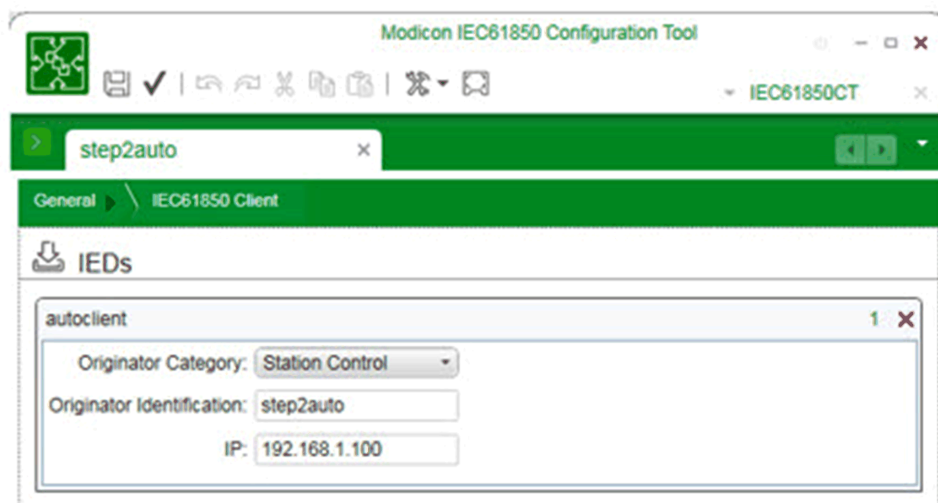 Modicon IEC61850 Configuration Tool
IEC61850CT
step2auto
General IEC61850 Client
IEDs
autoclient 1
Originator Category: Station Control
Originator Identification: step2auto
IP: 192.168.1.100